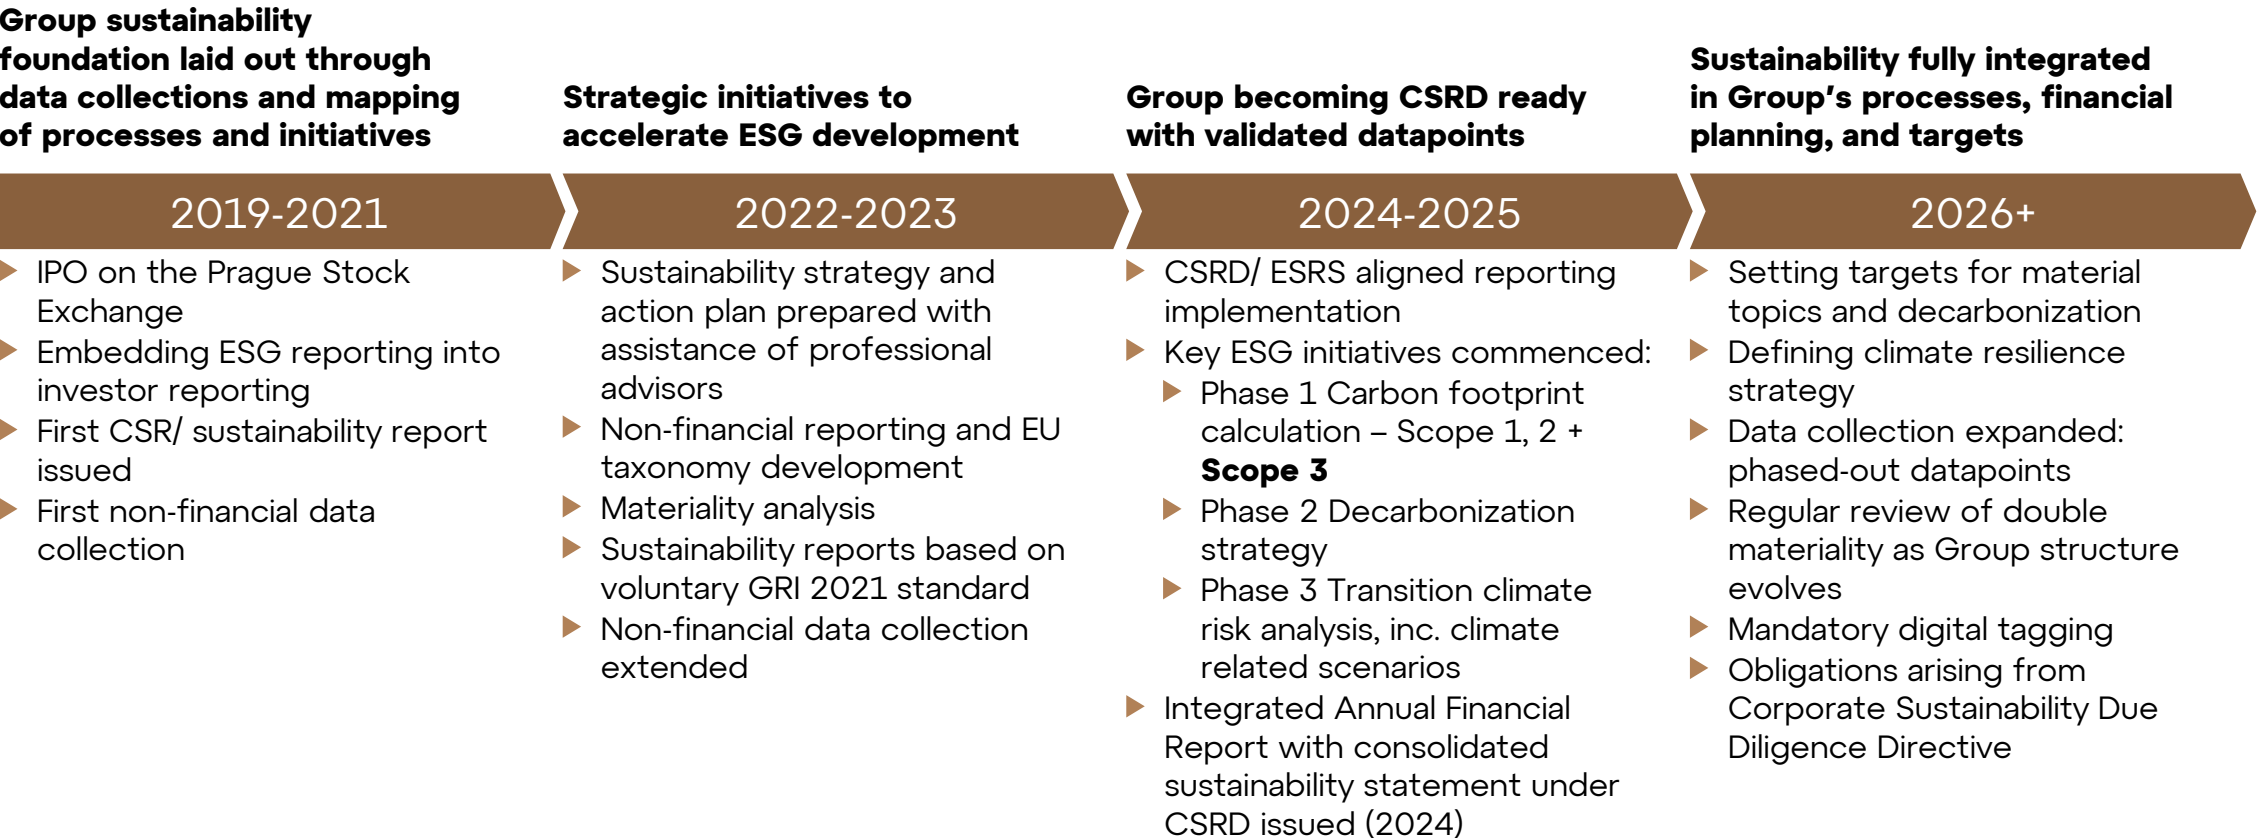 Group sustainability
foundation laid out through
data collections and mapping
of processes and initiatives
2019-2021
IPO on the Prague Stock
Exchange
Embedding ESG reporting into
investor reporting
First CSR/ sustainability report
issued
First non-financial data
collection
Strategic initiatives to
accelerate ESG development
2022-2023
Sustainability strategy and
action plan prepared with
assistance of professional
advisors
Non-financial reporting and EU
taxonomy development
Materiality analysis
Sustainability reports based on
voluntary GRI 2021 standard
Non-financial data collection
extended
Group becoming CSRD ready
with validated datapoints
2024-2025
CSRD/ ESRS aligned reporting
implementation
Key ESG initiatives commenced:
Phase 1 Carbon footprint
calculation – Scope 1, 2 +
Scope 3
Phase 2 Decarbonization
strategy
Phase 3 Transition climate
risk analysis, inc. climate
related scenarios
Integrated Annual Financial
Report with consolidated
sustainability statement under
CSRD issued (2024)
Sustainability fully integrated
in Group’s processes, financial
planning, and targets
2026+
Setting targets for material
topics and decarbonization
Defining climate resilience
strategy
Data collection expanded:
phased-out datapoints
Regular review of double
materiality as Group structure
evolves
Mandatory digital tagging
Obligations arising from
Corporate Sustainability Due
Diligence Directive